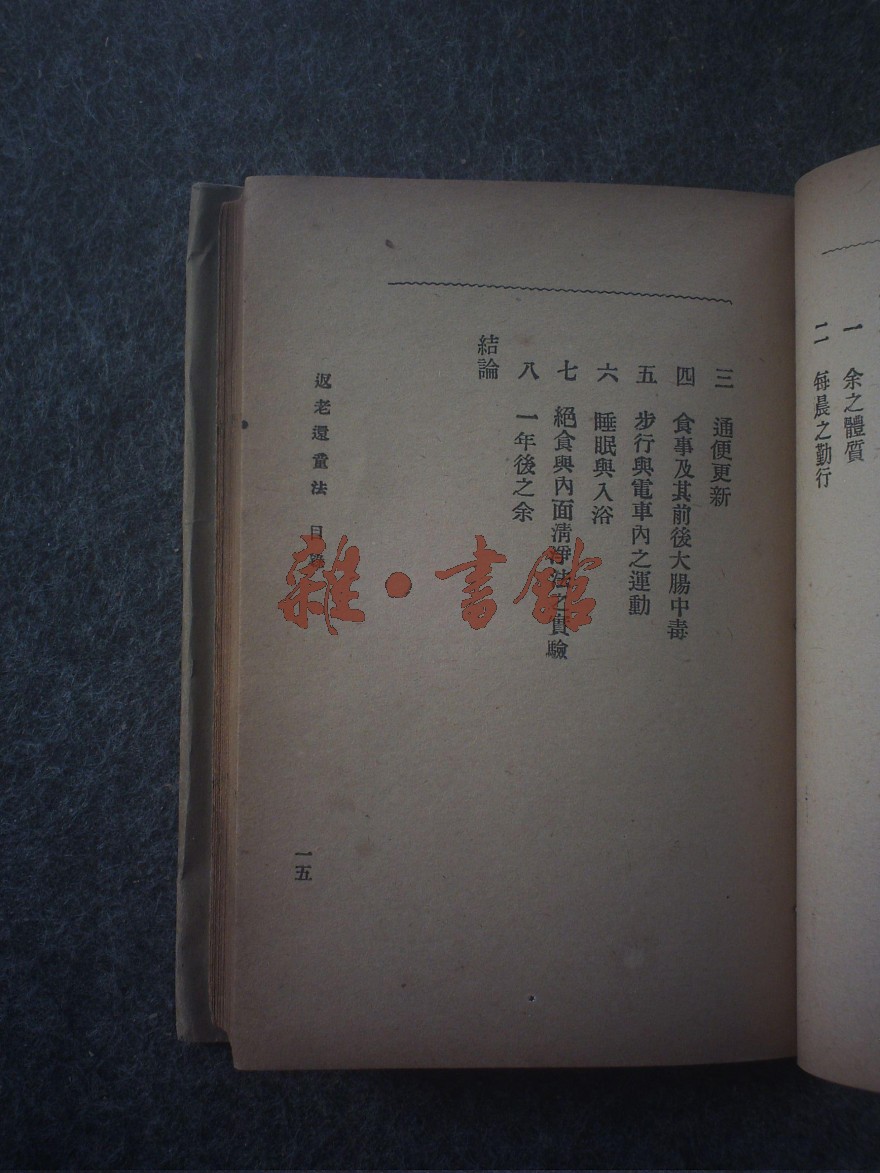 一　余之體質
二　每晨之勤行
三　通便更新
四　食事及其前後大腸中毒
五　步行與電車內之運動
六　睡眠與入浴
七　絕食與內面清淨法之實驗
八　一年後之余
結論
返老還童法　目
一五
雜·書館